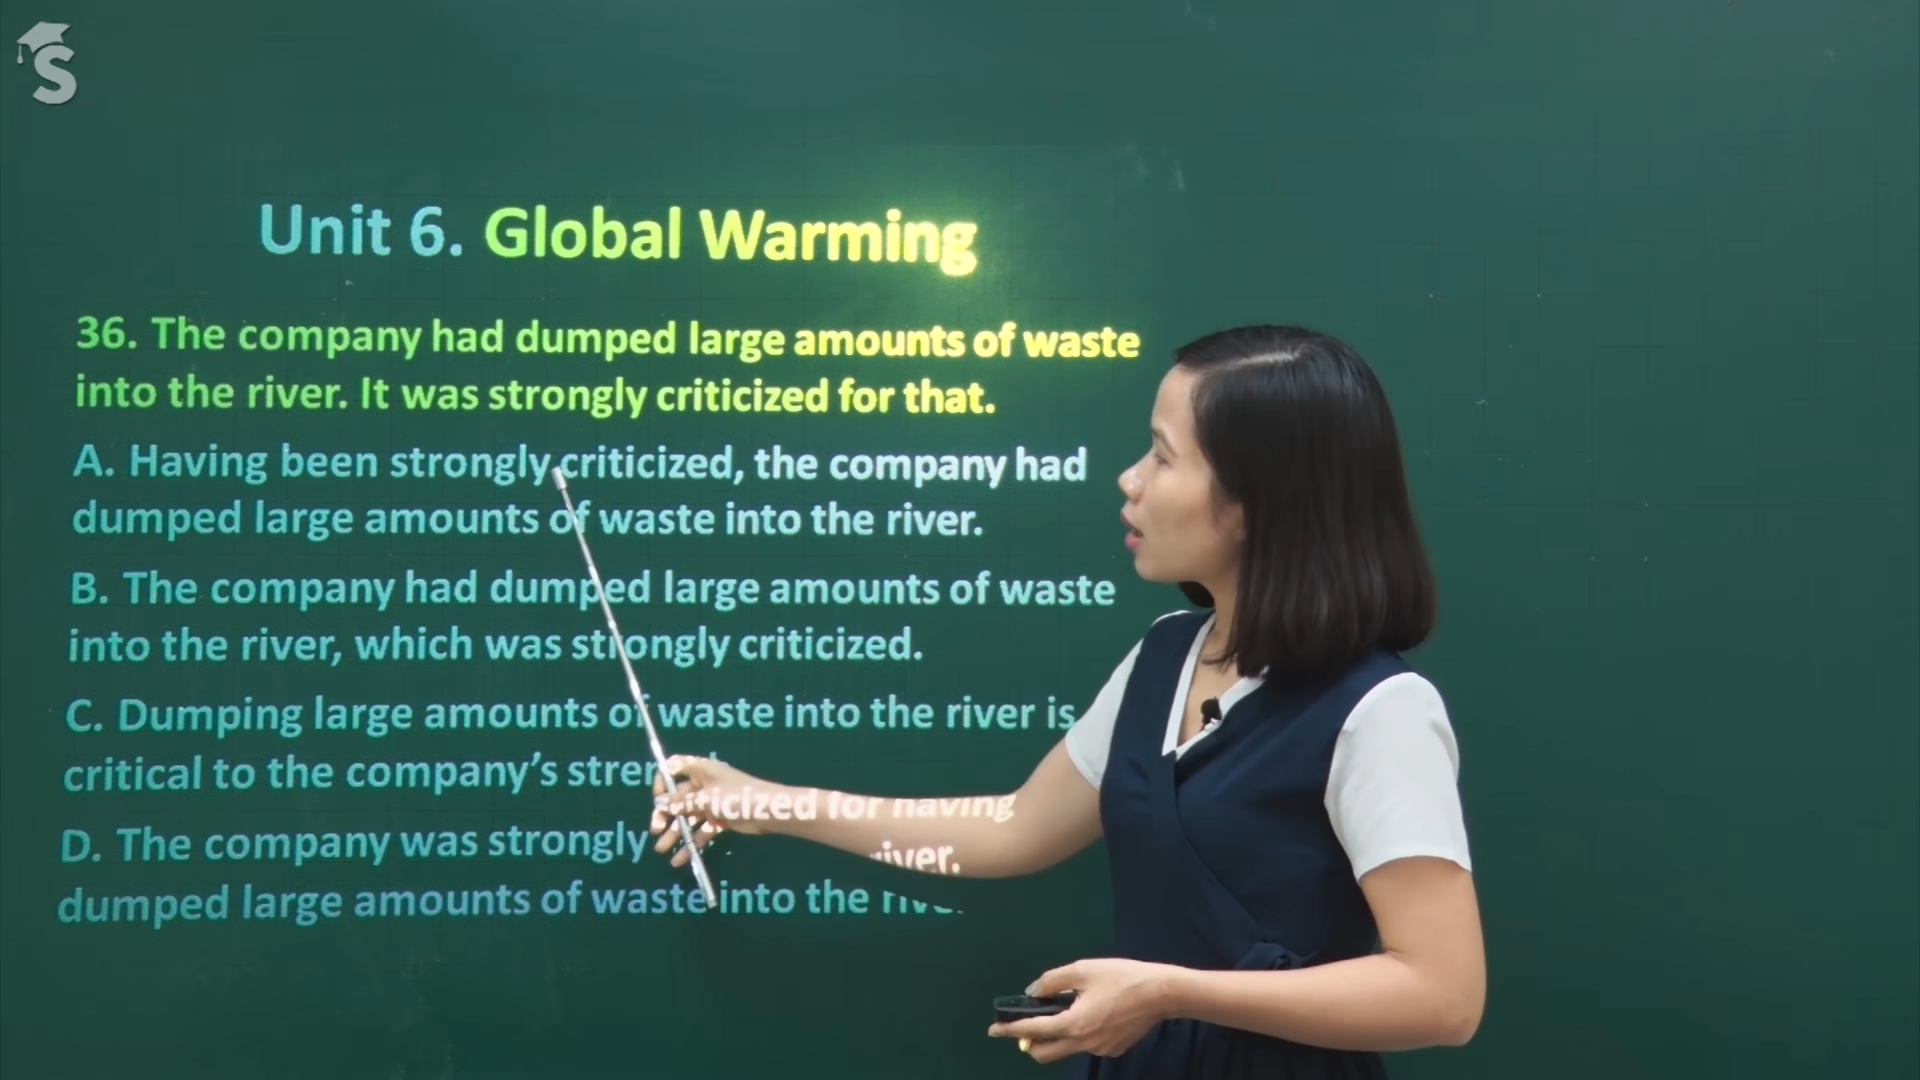 S
Unit 6. Global Warming
36. The company had dumped large amounts of waste
into the river. It was strongly criticized for that.
A. Having been strongly criticized, the company had
dumped large amounts of waste into the river.
B. The company had dumped large amounts of waste
into the river, which was strongly criticized.
C. Dumping large amounts of waste into the river is
critical to the company's
D. The company was strongly criticized for having
dumped large amounts of waste into the river.